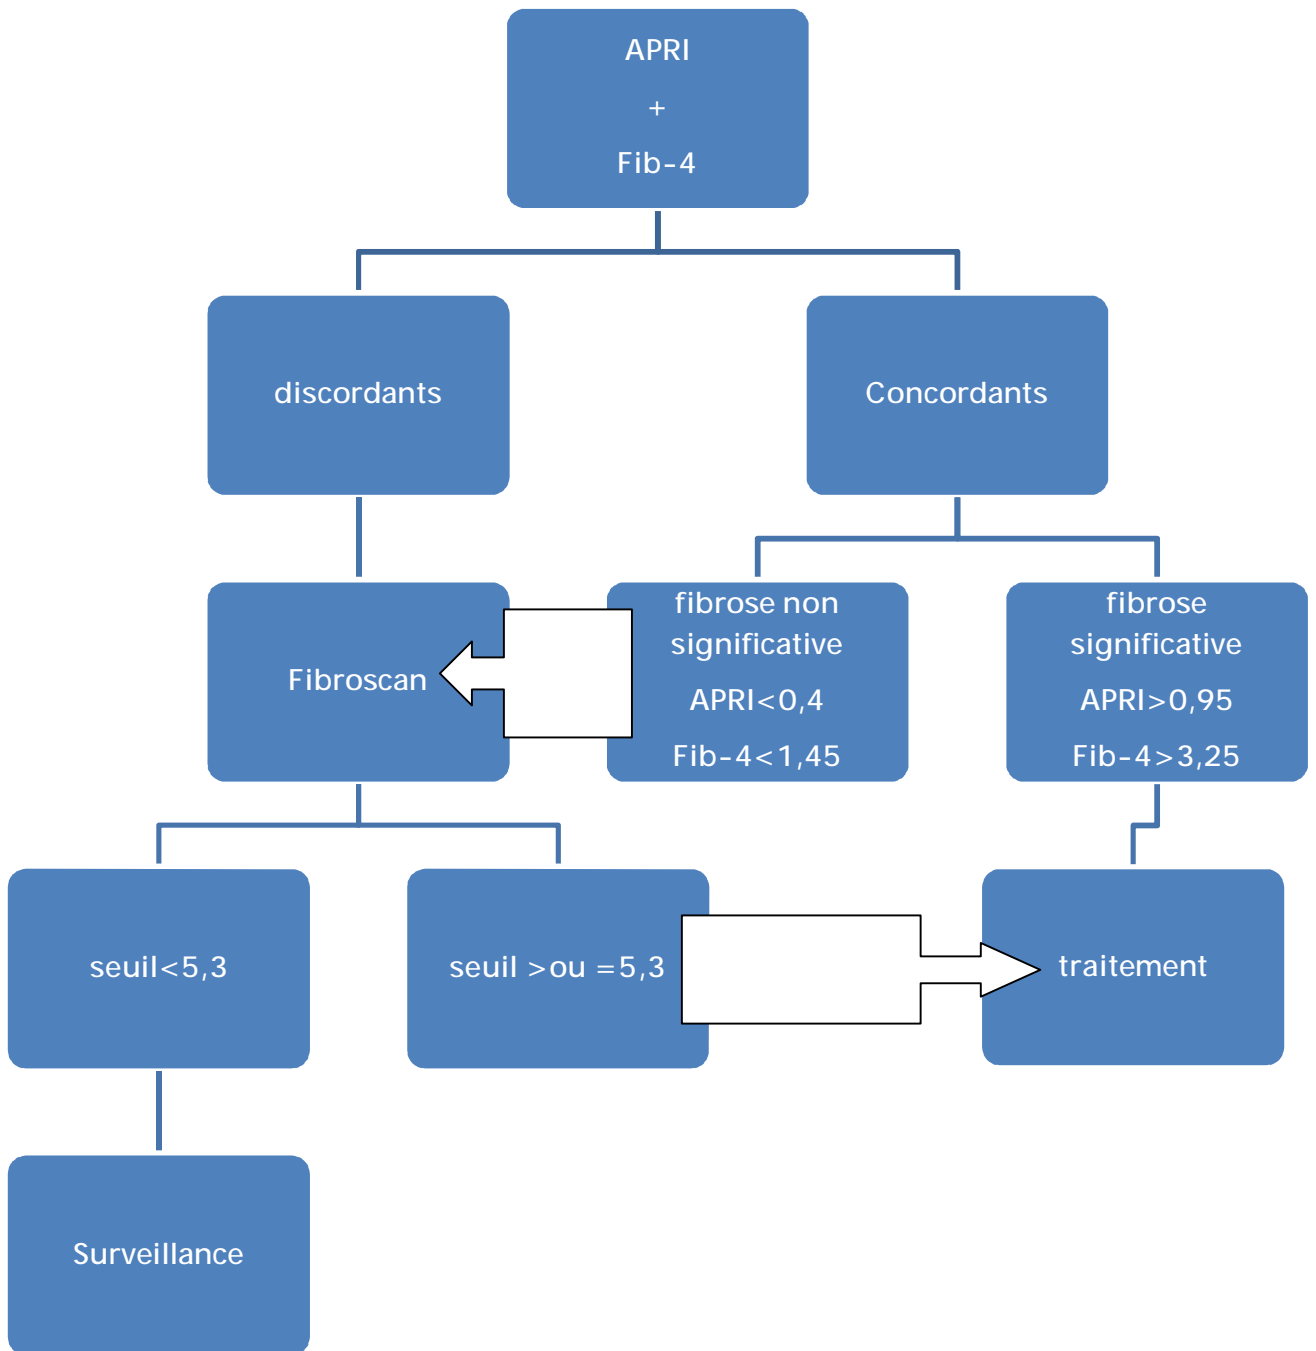 APRI
+
Fib-4
discordants
Concordants
Fibroscan
fibrose non
significative
APRI<0,4
Fib-4<1,45
fibrose
significative
APRI>0,95
Fib-4>3,25
seuil<5,3
seuil >ou =5,3
traitement
Surveillance